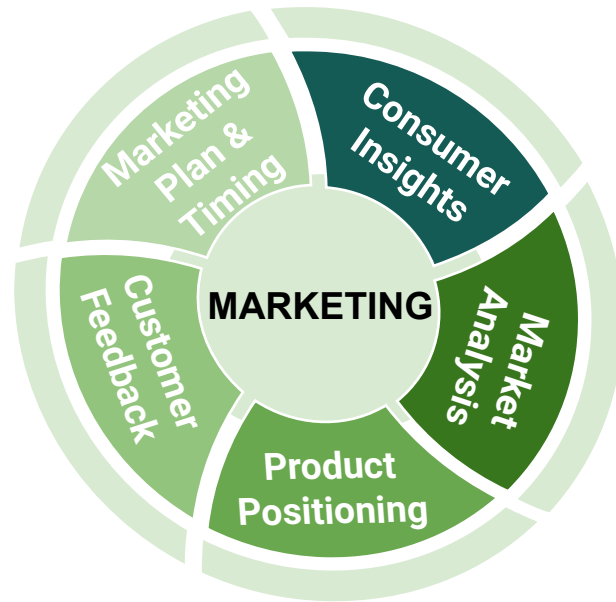 Marketing
Plan &
Timing
Consumer
Insights
MARKETING
Market
Analysis
Customer
Feedback
Product
Positioning